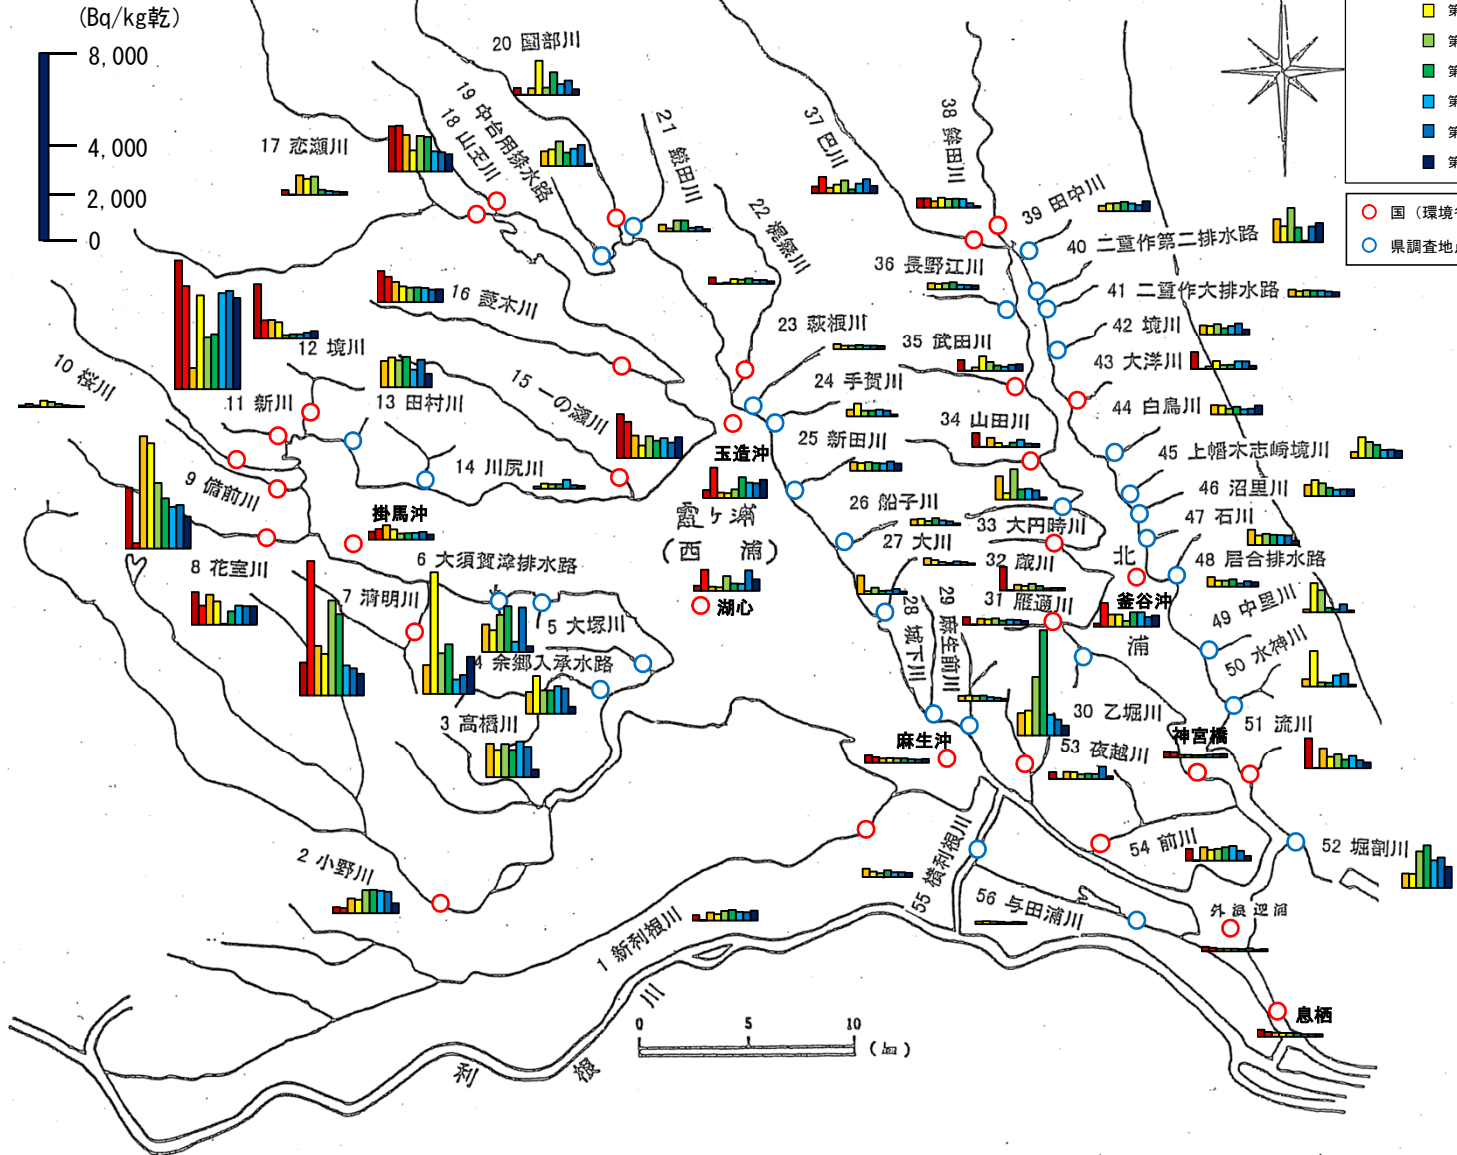 (Bq/kg乾)
8,000
4,000
2,000
0
第
第
第
第
第
第
国（環境
県調査地点
20 園部川
19 中台用排水路
18 山王川
17 恋瀬川
21 鎌田川
22 梶無川
37 巴川
38 鉾田川
39 田中川
40 二重作第二排水路
36 長野江川
41 二重作大排水路
16 菱木川
42 境川
12 境川
23 荻根川
35 武田川
43 大洋川
10 桜川
15 一の瀬川
24 手賀川
11 新川
13 田村川
34 山田川
44 白鳥川
玉造沖
25 新田川
45 上幡木志崎境川
14 川尻川
9 備前川
霞ヶ浦
(西 浦)
26 船子川
46 沼里川
掛馬沖
33 大円時川
47 石川
27 大川
6 大須賀津排水路
32 蔵川
北
48 居合排水路
8 花室川
7 清明川
湖心
28 城下川
29 麻生前川
31 雁通川
釜谷沖
49 中里川
5 大塚川
浦
4 余郷入承水路
50 水神川
3 高橋川
30 乙堀川
51 流川
麻生沖
神宮橋
53 夜越川
2 小野川
55 横利根川
54 前川
52 堀割川
56 与田浦川
外浪逆浦
1 新利根川
利 根 川
息栖
0 5 10